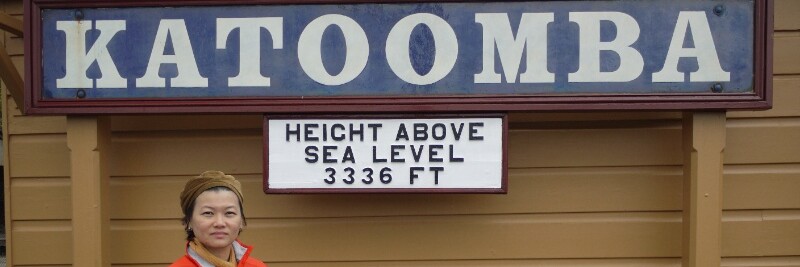 KATOOMBA
HEIGHT ABOVE
SEA LEVEL
3336 FT